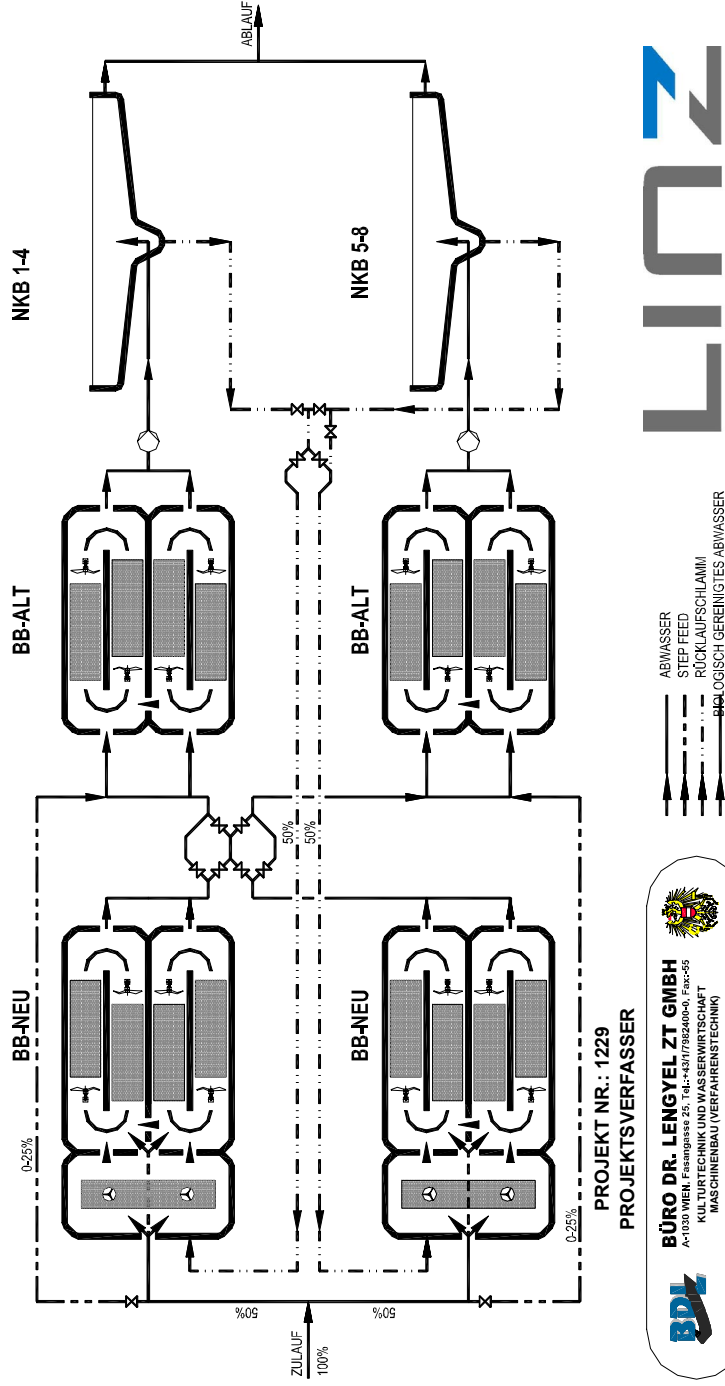 ABLAUF
NKB 1-4
NKB 5-8
BB-ALT
BB-ALT
50%
50%
BB-NEU
BB-NEU
0-25%
0-25%
50%
50%
ZULAUF
100%
ABWASSER
STEP FEED
RÜCKLAUFSCHLAMM
BIOLOGISCH GEREINIGTES ABWASSER
PROJEKT NR.: 1229
PROJEKTSVERFASSER
BDL
BÜRO DR. LENGYEL ZT GMBH
A-1030 WIEN, Fasangasse 25, Tel.:+43/1/7982400-0, Fax:-55
KULTURTECHNIK UND WASSERWIRTSCHAFT
MASCHINENBAU (VERFAHRENSTECHNIK)
LINZ